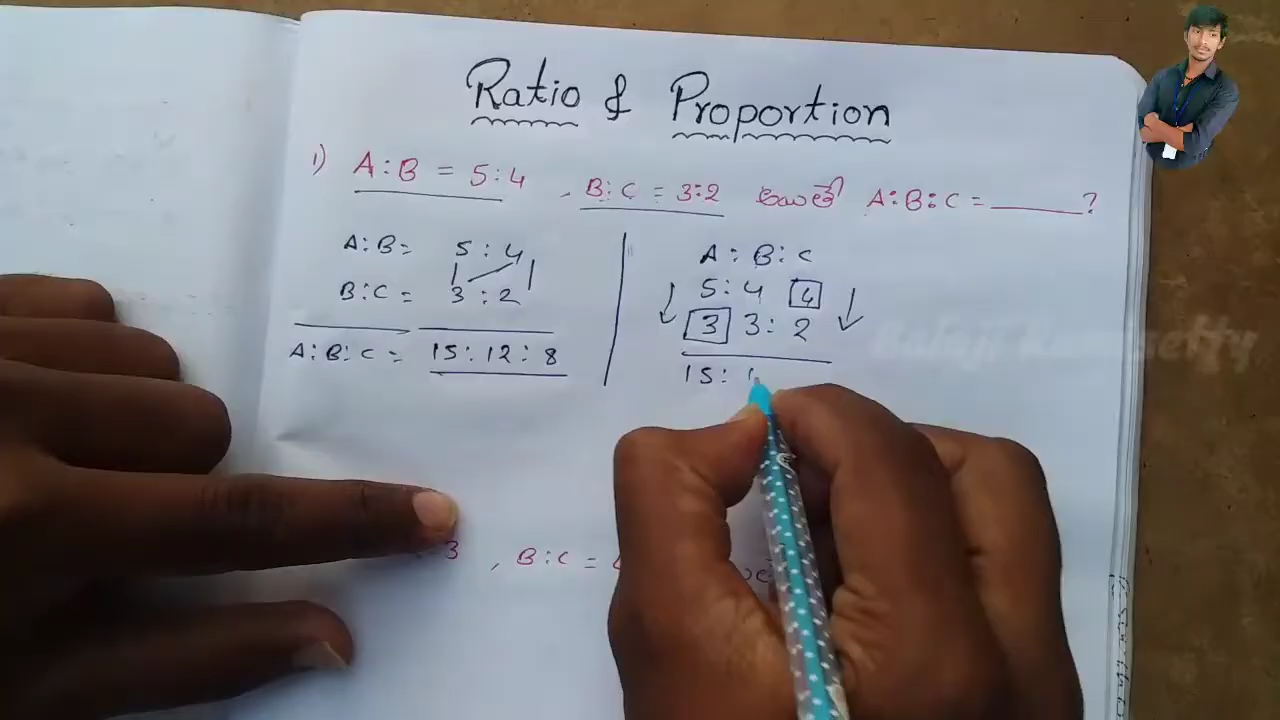 Ratio & Proportion
1) A:B = 5:4 , B:C = 3:2 అయితే A:B:C = ______ ?
A:B= 5 : 4
B:C = 3 : 2
A:B:C = 15:12:8
A : B : C
5:4 4
3 3: 2
15: 1
3 , B:C =